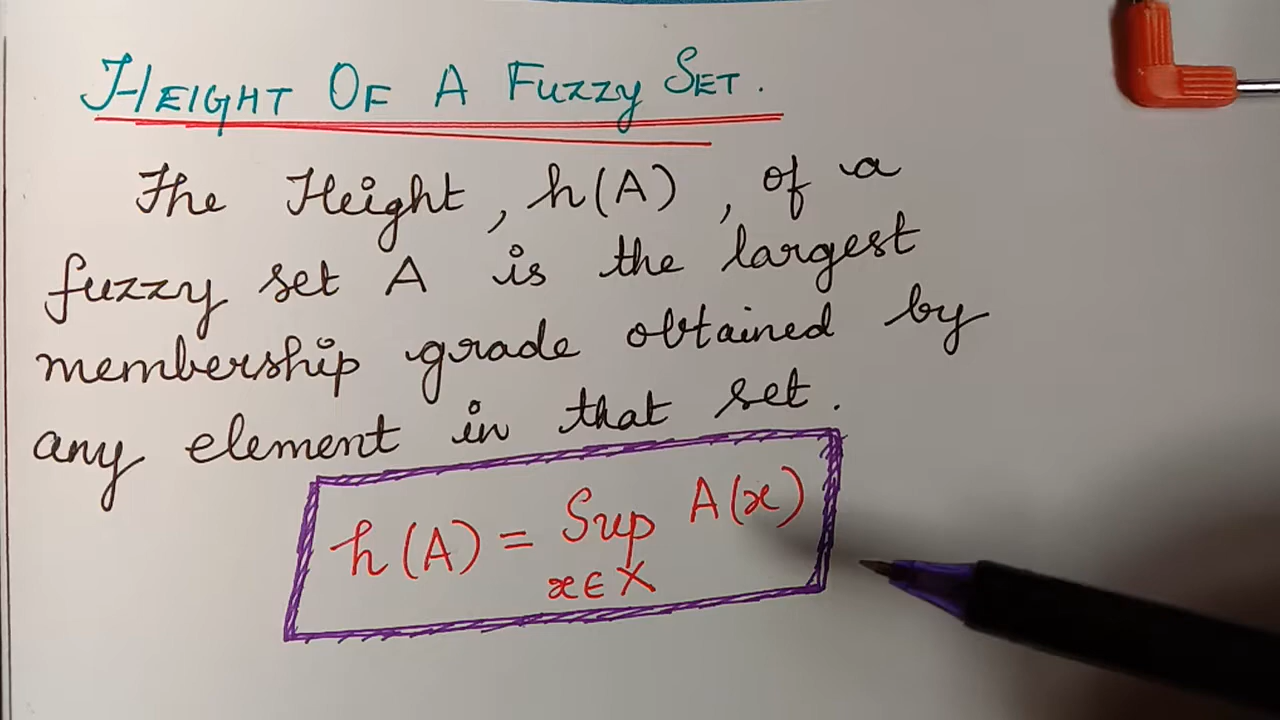 HEIGHT OF A FUZZY SET.
The Height, h(A), of a
fuzzy set A is the largest
membership grade obtained by
any element in that set.
h(A) = Sup A(x)
x∈X